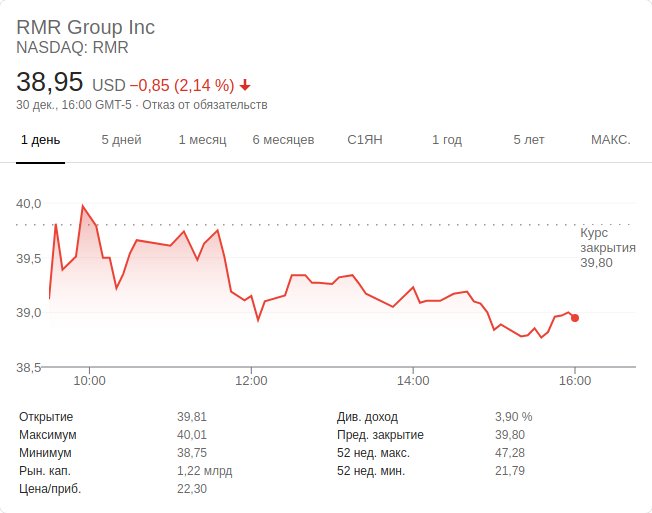 RMR Group Inc
NASDAQ: RMR
38,95 USD −0,85 (2,14 %)
30 дек., 16:00 GMT-5 · Отказ от обязательств
1 день 5 дней 1 месяц 6 месяцев С1ЯН 1 год 5 лет МАКС.
40,0
Курс
закрытия
39,80
39,5
39,0
38,5
10:00 12:00 14:00 16:00
Открытие 39,81 Див. доход 3,90 %
Максимум 40,01 Пред. закрытие 39,80
Минимум 38,75 52 нед. макс. 47,28
Рын. кап. 1,22 млрд 52 нед. мин. 21,79
Цена/приб. 22,30